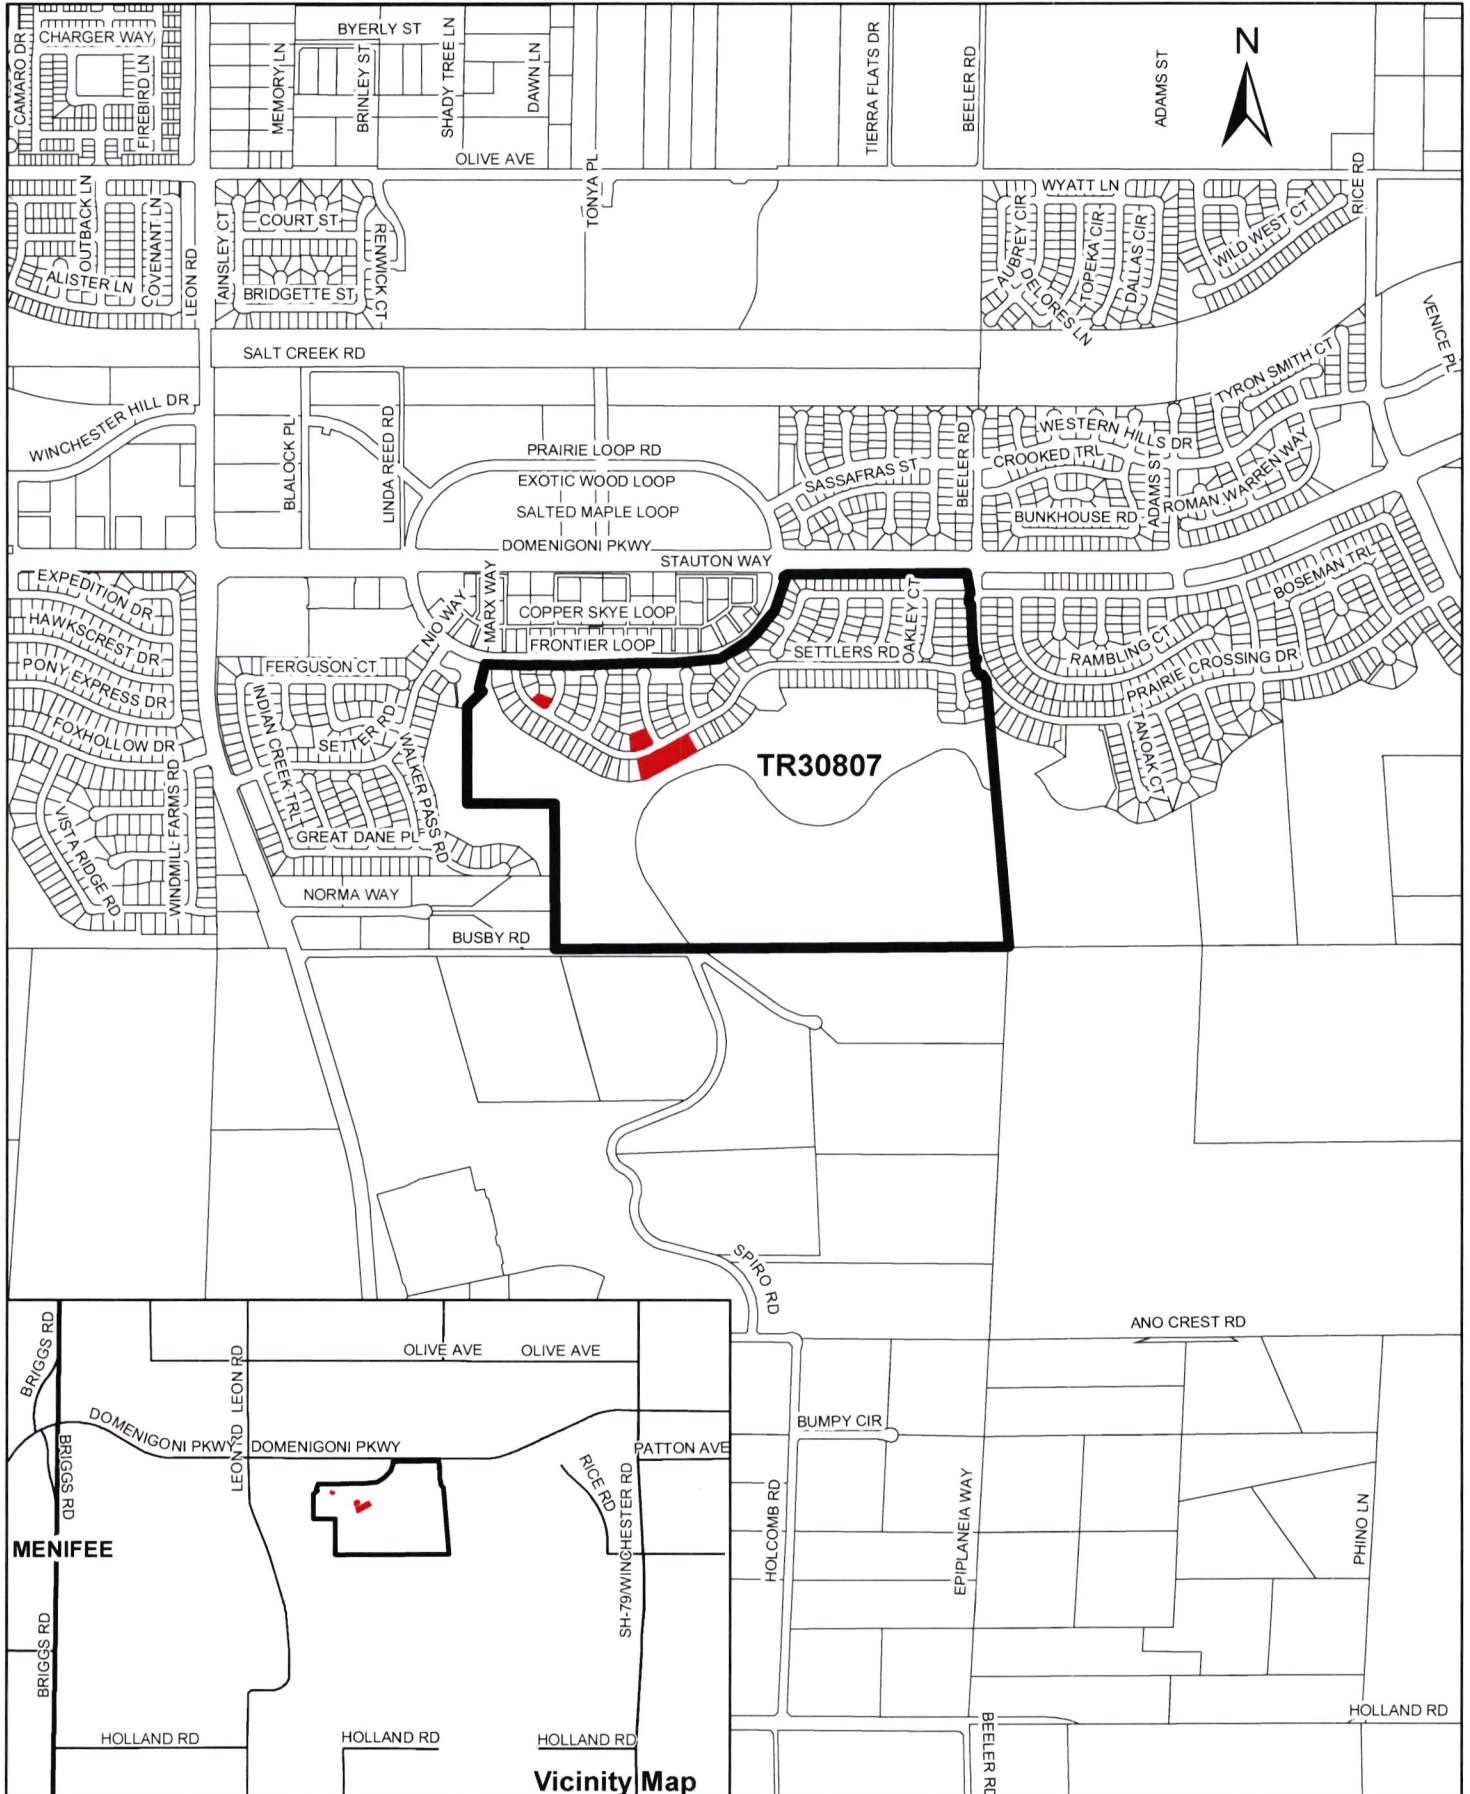 CAMARO DR
CHARGER WAY
FIREBIRD LN
MEMORY LN
BYERLY ST
BRINLEY ST
SHADY TREE LN
DAWN LN
TIERRA FLATS DR
BEELER RD
ADAMS ST
N
OLIVE AVE
TONYA PL
RICE RD
OUTBACK LN
COVENANT LN
ALISTER LN
LEON RD
AINSLEY CT
COURT ST
RENWICK CT
BRIDGETTE ST
WYATT LN
AUBREY CIR
DELORES LN
TOPEKA CIR
DALLAS CIR
WILD WEST CT
VENICE PL
SALT CREEK RD
WINCHESTER HILL DR
BLALOCK PL
LINDA REED RD
PRAIRIE LOOP RD
EXOTIC WOOD LOOP
SALTED MAPLE LOOP
DOMENIGONI PKWY
STAUTON WAY
SASSAFRAS ST
BEELER RD
WESTERN HILLS DR
CROOKED TRL
BUNKHOUSE RD
ADAMS ST
TYRON SMITH CT
ROMAN WARREN WAY
BOSEMAN TRL
EXPEDITION DR
HAWKSCREST DR
PONY EXPRESS DR
FOXHOLLOW DR
NIO WAY
MARX WAY
COPPER SKYE LOOP
FRONTIER LOOP
SETTLERS RD
OAKLEY CT
RAMBLING CT
PRAIRIE CROSSING DR
TANOAK CT
FERGUSON CT
INDIAN CREEK TRL
SETTER RD
WALKER PASS RD
GREAT DANE PL
VISTA RIDGE RD
WINDMILL FARMS RD
TR30807
NORMA WAY
BUSBY RD
SPIRO RD
ANO CREST RD
BUMPY CIR
HOLCOMB RD
EPIPLANEIA WAY
PHINO LN
HOLLAND RD
BEELER RD
BRIGGS RD
LEON RD
OLIVE AVE
OLIVE AVE
DOMENIGONI PKWY
LEON RD
DOMENIGONI PKWY
BRIGGS RD
PATTON AVE
RICE RD
SH-79/WINCHESTER RD
MENIFEE
BRIGGS RD
HOLLAND RD
HOLLAND RD
HOLLAND RD
Vicinity Map